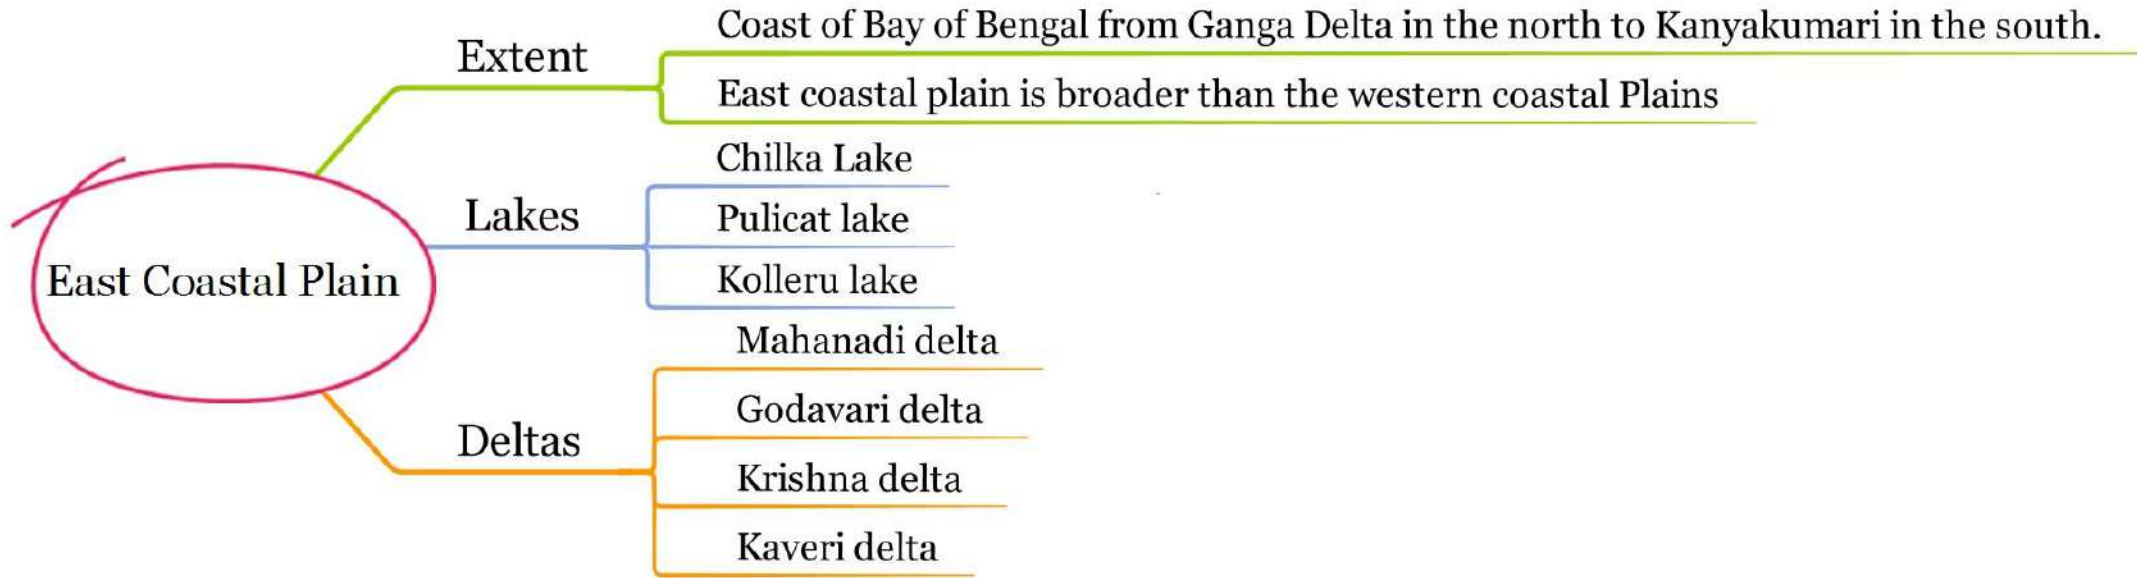 East Coastal Plain
Extent
Coast of Bay of Bengal from Ganga Delta in the north to Kanyakumari in the south.
East coastal plain is broader than the western coastal Plains
Lakes
Chilka Lake
Pulicat lake
Kolleru lake
Deltas
Mahanadi delta
Godavari delta
Krishna delta
Kaveri delta